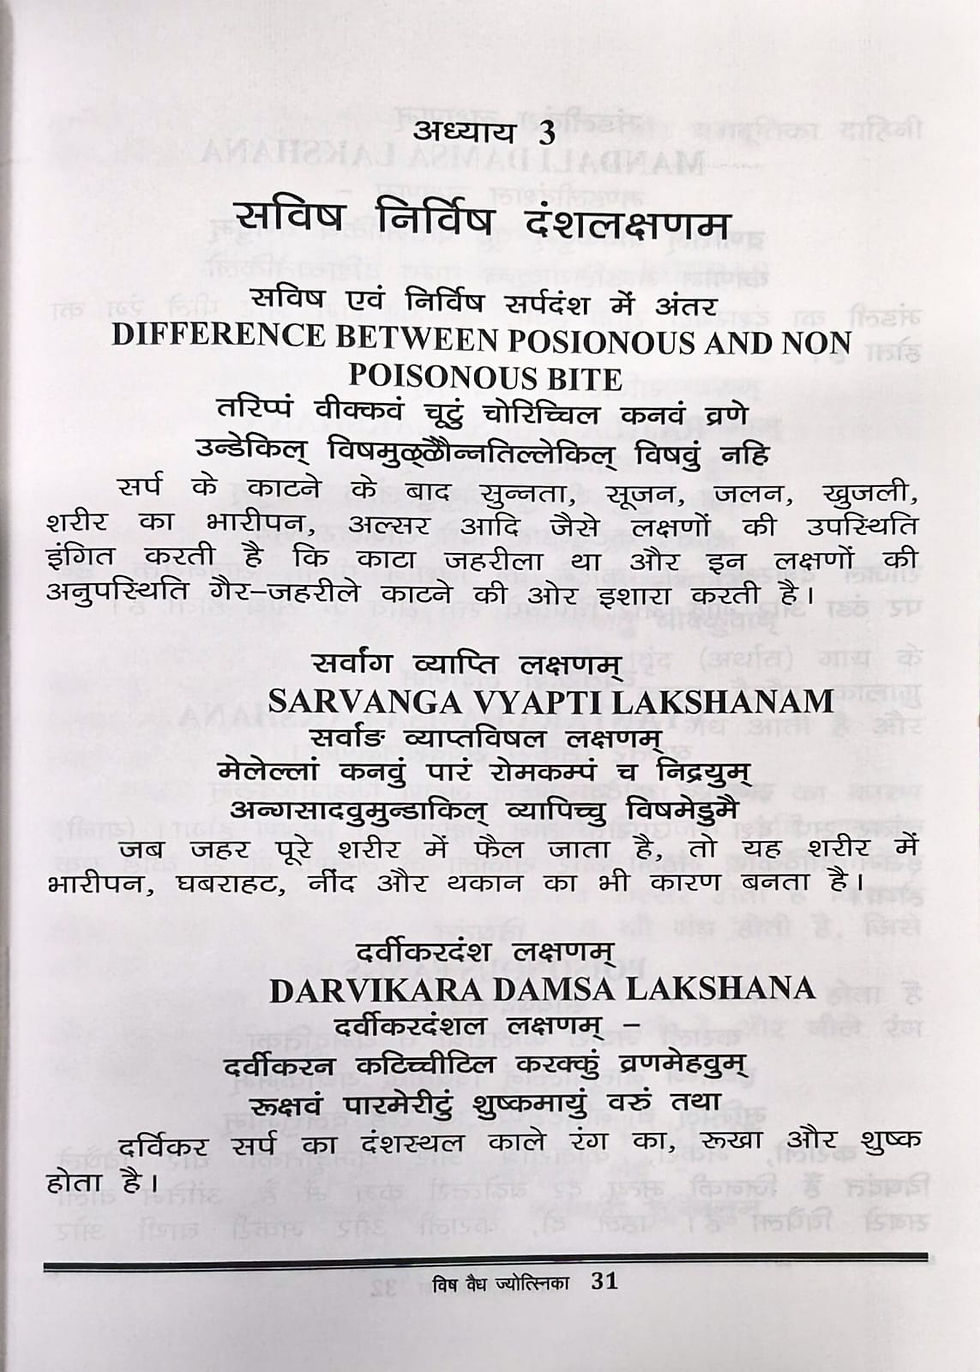 अध्याय 3
सविष निर्विष दंशलक्षणम
सविष एवं निर्विष सर्पदंश में अंतर
DIFFERENCE BETWEEN POSIONOUS AND NON
POISONOUS BITE
तरिप्पं वीक्कवं चूटुं चोरिच्चिल कनवं व्रणे
उन्डेकिल् विषमुळ्ळौन्नतिल्लेकिल् विषवुं नहि
सर्प के काटने के बाद सुन्नता, सूजन, जलन, खुजली,
शरीर का भारीपन, अल्सर आदि जैसे लक्षणों की उपस्थिति
इंगित करती है कि काटा जहरीला था और इन लक्षणों की
अनुपस्थिति गैर–जहरीले काटने की ओर इशारा करती है।
सर्वांग व्याप्ति लक्षणम्
SARVANGA VYAPTI LAKSHANAM
सर्वाङ व्याप्तविषल लक्षणम्
मेलेल्लां कनवुं पारं रोमकम्पं च निद्रयुम्
अन्गसादवुमुन्डाकिल् व्यापिच्चु विषमेडुमै
जब जहर पूरे शरीर में फेल जाता है, तो यह शरीर में
भारीपन, घबराहट, नींद और थकान का भी कारण बनता है।
दर्वीकरदंश लक्षणम्
DARVIKARA DAMSA LAKSHANA
दर्वीकरदंशल लक्षणम् –
दर्वीकरन कटिच्चीटिल करक्कुं व्रणमेहवुम्
रूक्षवं पारमेरीटुं शुष्कमायुं वरुं तथा
दर्विकर सर्प का दंशस्थल काले रंग का, रूखा और शुष्क
होता है।
विष वैध ज्योत्स्निका 31